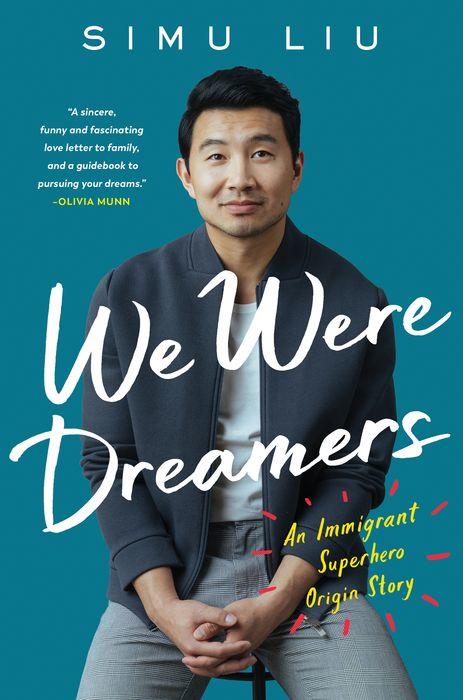 SIMU LIU
“A sincere,
funny and fascinating
love letter to family,
and a guidebook to
pursuing your dreams.”
–OLIVIA MUNN
We Were
Dreamers
An Immigrant
Superhero
Origin Story